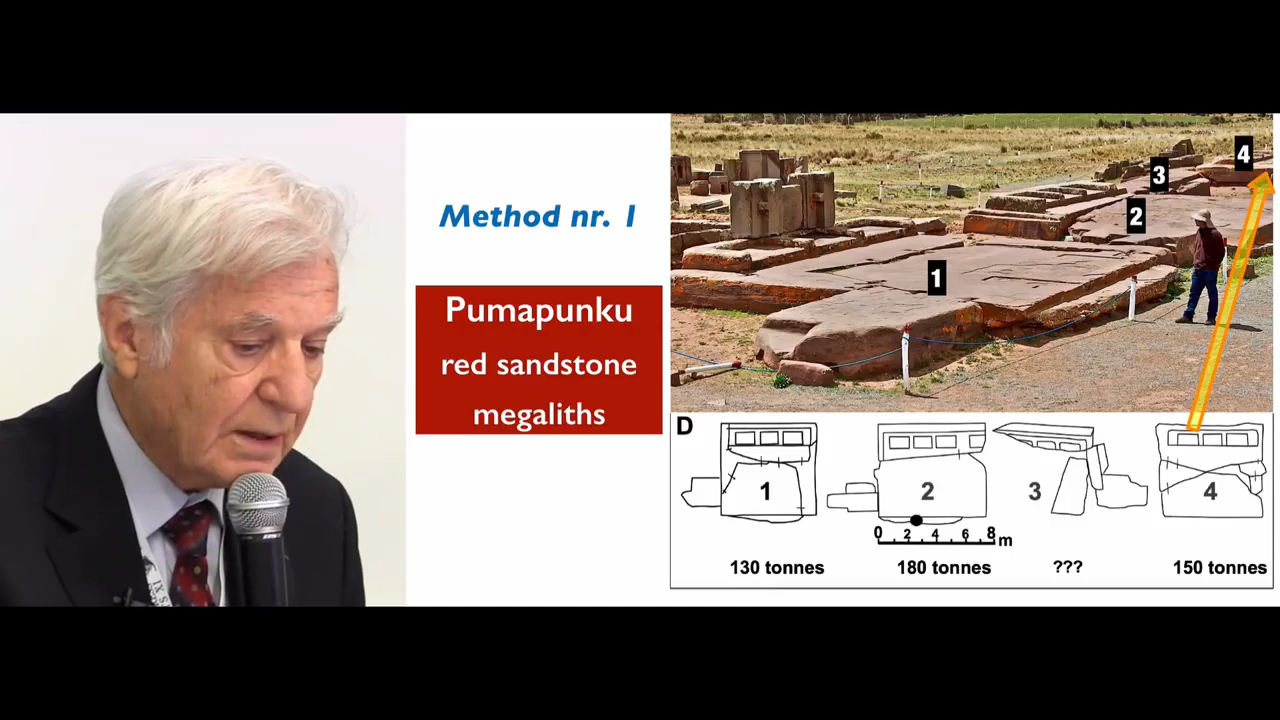 Method nr. 1
Pumapunku
red sandstone
megaliths
1
2
3
4
D
1
2
3
4
0 2 4 6 8 m
130 tonnes
180 tonnes
???
150 tonnes